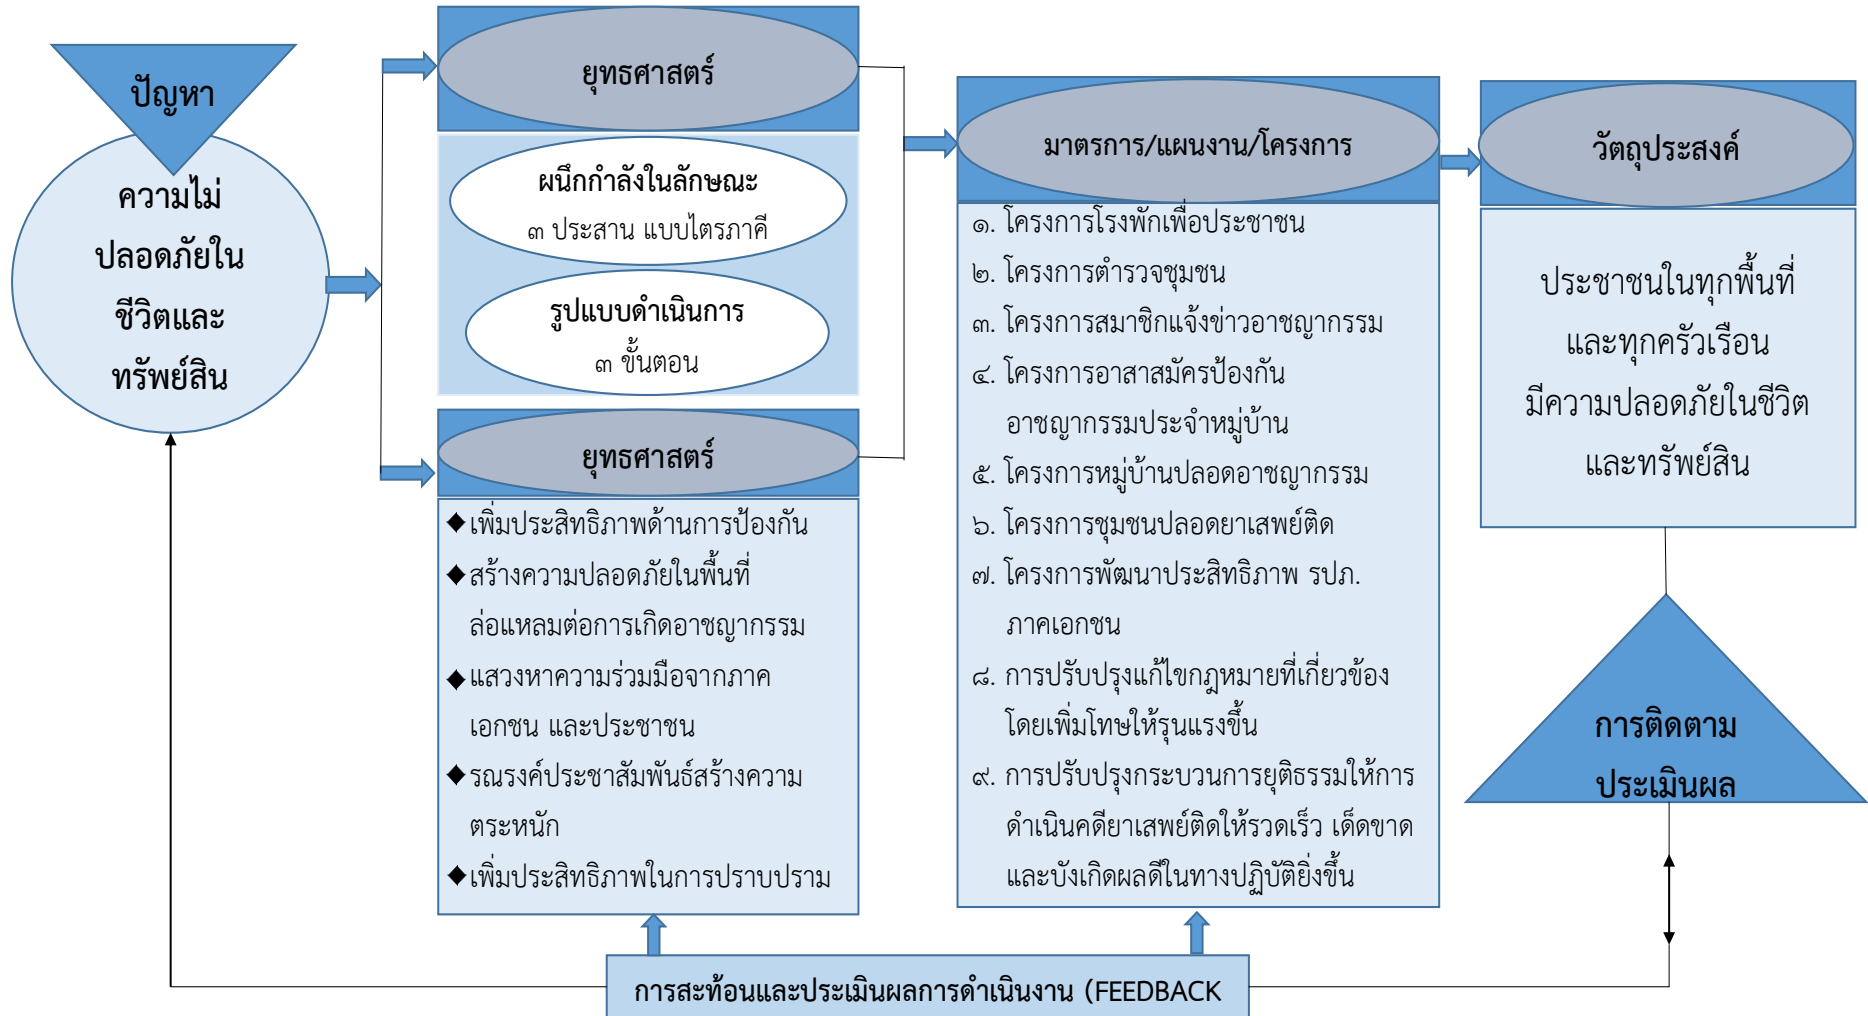 ปัญหา
ความไม่
ปลอดภัยใน
ชีวิตและ
ทรัพย์สิน
ยุทธศาสตร์
ผนึกกำลังในลักษณะ
๓ ประสาน แบบไตรภาคี
รูปแบบดำเนินการ
๓ ขั้นตอน
ยุทธศาสตร์
◆เพิ่มประสิทธิภาพด้านการป้องกัน
◆สร้างความปลอดภัยในพื้นที่
ล่อแหลมต่อการเกิดอาชญากรรม
◆แสวงหาความร่วมมือจากภาค
เอกชน และประชาชน
◆รณรงค์ประชาสัมพันธ์สร้างความ
ตระหนัก
◆เพิ่มประสิทธิภาพในการปราบปราม
มาตรการ/แผนงาน/โครงการ
๑. โครงการโรงพักเพื่อประชาชน
๒. โครงการตำรวจชุมชน
๓. โครงการสมาชิกแจ้งข่าวอาชญากรรม
๔. โครงการอาสาสมัครป้องกัน
อาชญากรรมประจำหมู่บ้าน
๕. โครงการหมู่บ้านปลอดอาชญากรรม
๖. โครงการชุมชนปลอดยาเสพย์ติด
๗. โครงการพัฒนาประสิทธิภาพ รปภ.
ภาคเอกชน
๘. การปรับปรุงแก้ไขกฎหมายที่เกี่ยวข้อง
โดยเพิ่มโทษให้รุนแรงขึ้น
๙. การปรับปรุงกระบวนการยุติธรรมให้การ
ดำเนินคดียาเสพย์ติดให้รวดเร็ว เด็ดขาด
และบังเกิดผลดีในทางปฏิบัติยิ่งขึ้น
วัตถุประสงค์
ประชาชนในทุกพื้นที่
และทุกครัวเรือน
มีความปลอดภัยในชีวิต
และทรัพย์สิน
การติดตาม
ประเมินผล
การสะท้อนและประเมินผลการดำเนินงาน (FEEDBACK